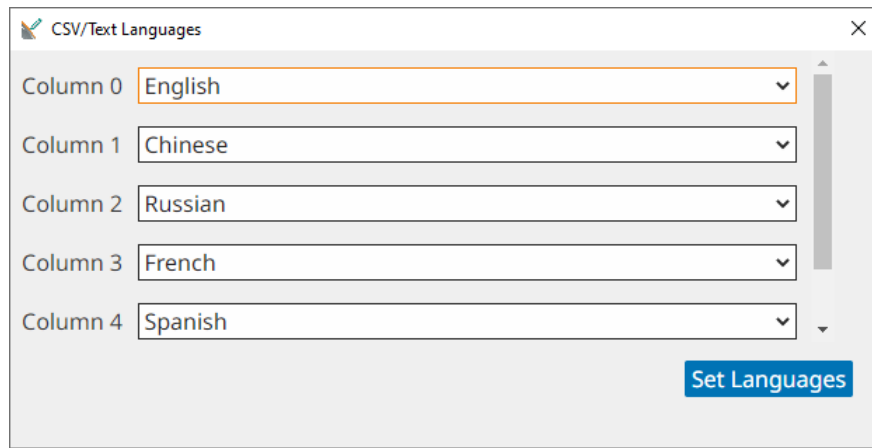 CSV/Text Languages
Column 0 English
Column 1 Chinese
Column 2 Russian
Column 3 French
Column 4 Spanish
Set Languages